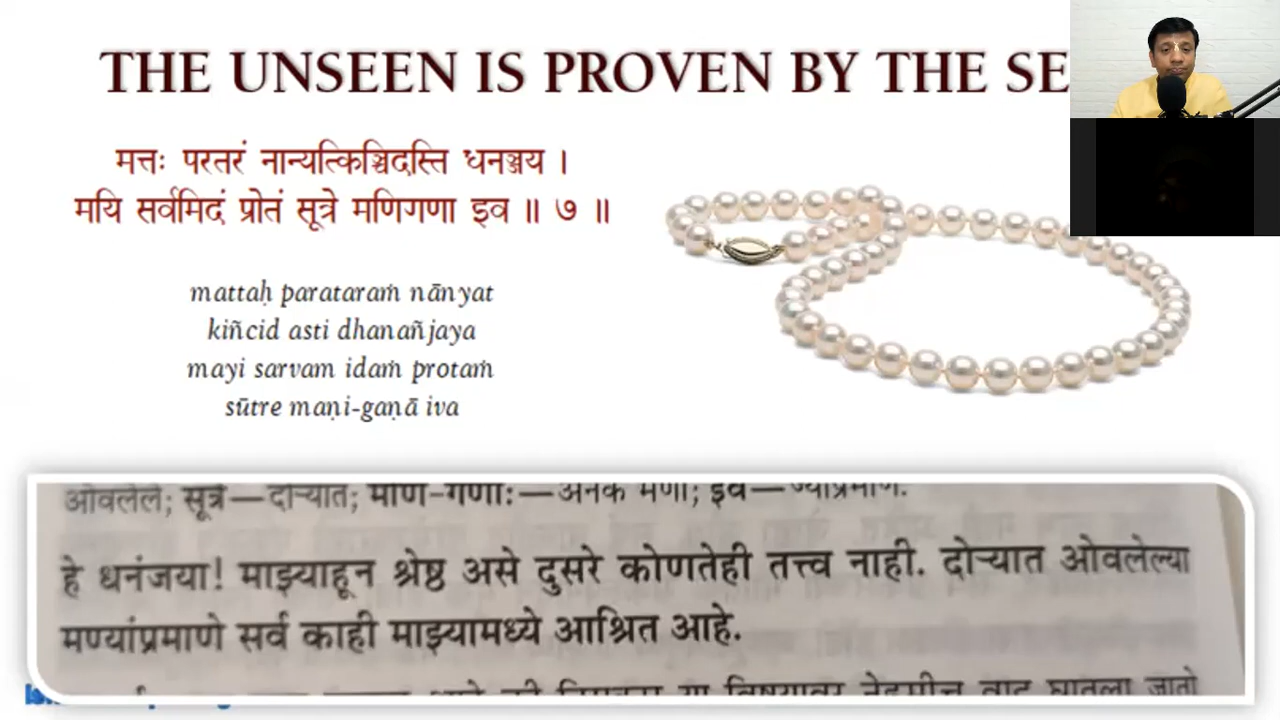 THE UNSEEN IS PROVEN BY THE SE
मत्तः परतरं नान्यत्किञ्चिदस्ति धनञ्जय ।
मयि सर्वमिदं प्रोतं सूत्रे मणिगणा इव ॥ ७ ॥
mattaḥ parataraṁ nānyat
kiñcid asti dhanañjaya
mayi sarvam idaṁ protaṁ
sūtre maṇi-gaṇā iva
ओवलेले; सूत्रे—दोऱ्यात; मणि-गणाः—अनेक मणी; इव—ज्याप्रमाणे.
हे धनंजया! माझ्याहून श्रेष्ठ असे दुसरे कोणतेही तत्त्व नाही. दोऱ्यात ओवलेल्या
मण्यांप्रमाणे सर्व काही माझ्यामध्ये आश्रित आहे.